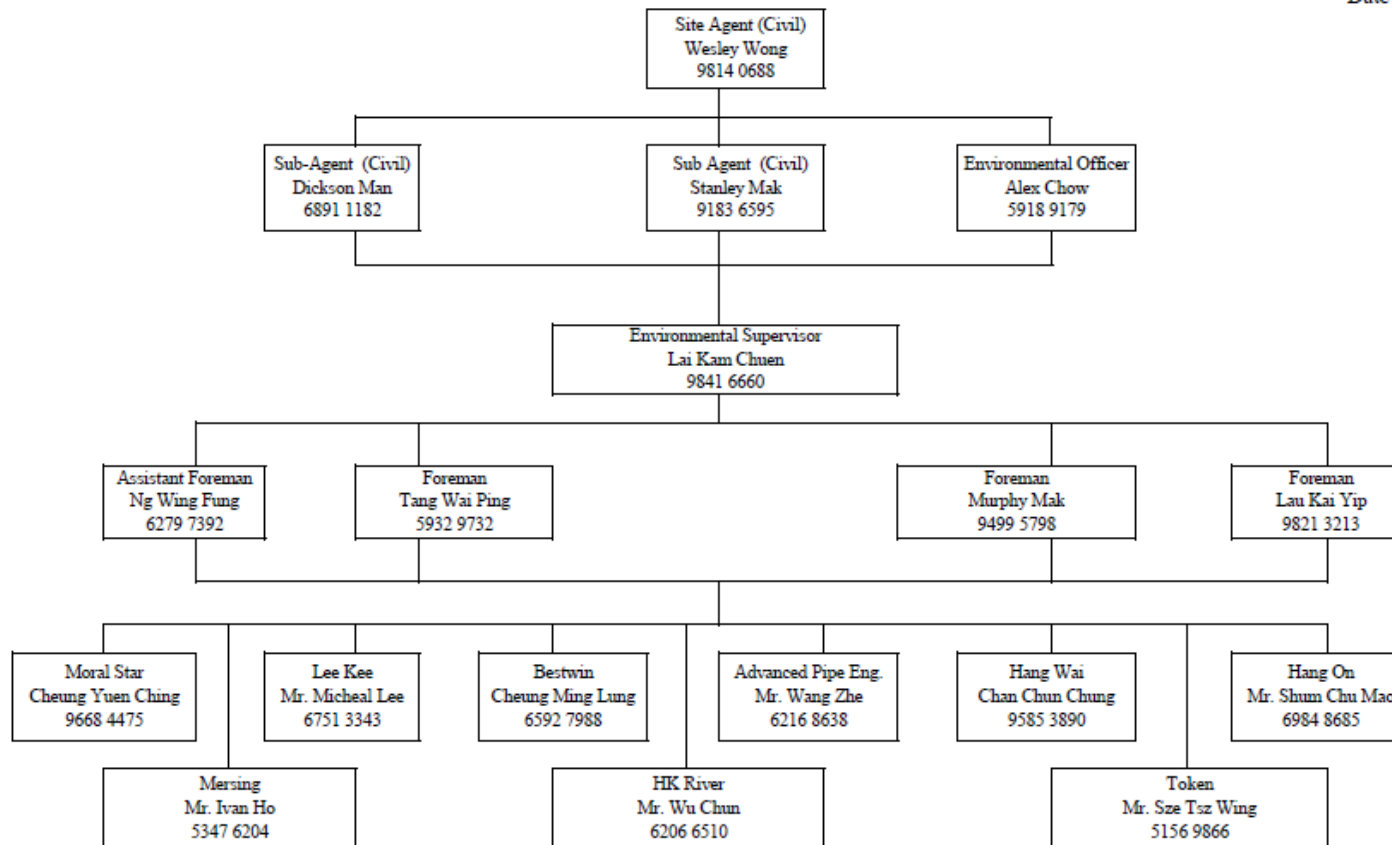 Date
Site Agent (Civil)
Wesley Wong
9814 0688
Sub-Agent (Civil)
Dickson Man
6891 1182
Sub Agent (Civil)
Stanley Mak
9183 6595
Environmental Officer
Alex Chow
5918 9179
Environmental Supervisor
Lai Kam Chuen
9841 6660
Assistant Foreman
Ng Wing Fung
6279 7392
Foreman
Tang Wai Ping
5932 9732
Foreman
Murphy Mak
9499 5798
Foreman
Lau Kai Yip
9821 3213
Moral Star
Cheung Yuen Ching
9668 4475
Lee Kee
Mr. Micheal Lee
6751 3343
Bestwin
Cheung Ming Lung
6592 7988
Advanced Pipe Eng.
Mr. Wang Zhe
6216 8638
Hang Wai
Chan Chun Chung
9585 3890
Hang On
Mr. Shum Chu Mao
6984 8685
Mersing
Mr. Ivan Ho
5347 6204
HK River
Mr. Wu Chun
6206 6510
Token
Mr. Sze Tsz Wing
5156 9866